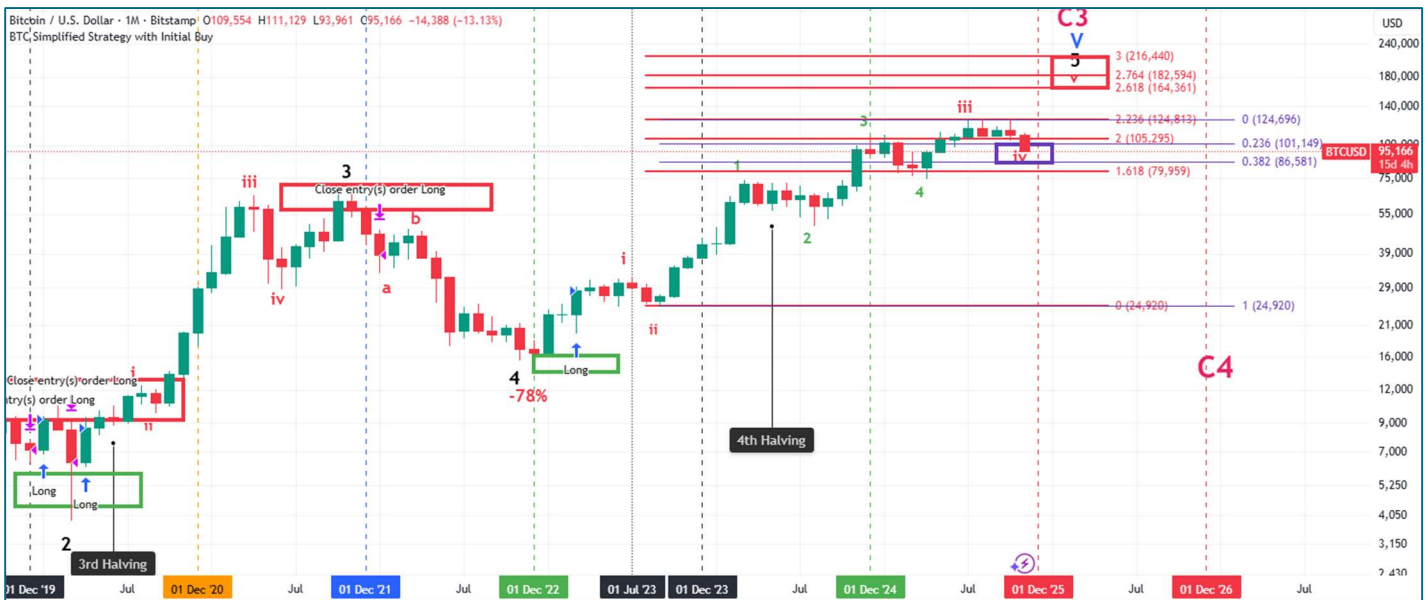 Bitcoin / U.S. Dollar · 1M · Bitstamp O109,554 H111,129 L93,961 C95,166 −14,388 (−13.13%)
BTC Simplified Strategy with Initial Buy
C3
USD
V
240,000
5
3 (216,440)
v
2.764 (182,594)
180,000
2.618 (164,361)
140,000
iii
2.236 (124,813)
0 (124,696)
3
2 (105,295)
0.236 (101,149)
100,000
iv
BTCUSD
95,166
15d 4h
0.382 (86,581)
1
4
1.618 (79,959)
75,000
3
iii
Close entry(s) order Long
b
55,000
2
39,000
i
a
iv
29,000
ii
0 (24,920)
1 (24,920)
21,000
16,000
Long
4
-78%
C4
i
Close entry(s) order Long
12,000
ntry(s) order Long
ii
9,000
4th Halving
7,000
Long
Long
5,250
4,050
2
3rd Halving
3,150
2,430
01 Dec '19
Jul
01 Dec '20
Jul
01 Dec '21
Jul
01 Dec '22
01 Jul '23
01 Dec '23
Jul
01 Dec '24
Jul
01 Dec '25
Jul
01 Dec '26
Jul